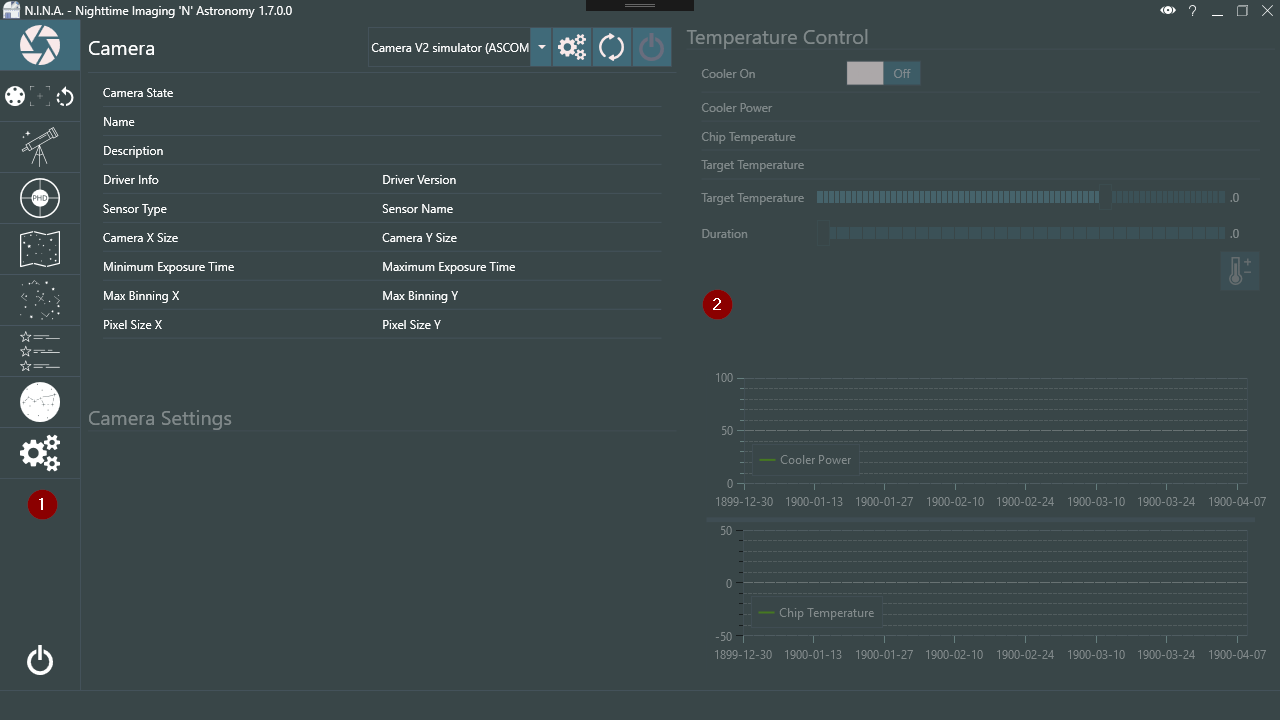 N.I.N.A. - Nighttime Imaging 'N' Astronomy 1.7.0.0
?
Camera
Camera V2 simulator (ASCOM
Camera State
Name
Description
Driver Info Driver Version
Sensor Type Sensor Name
Camera X Size Camera Y Size
Minimum Exposure Time Maximum Exposure Time
Max Binning X Max Binning Y
Pixel Size X Pixel Size Y
Camera Settings
PHD
1
Temperature Control
Cooler On Off
Cooler Power
Chip Temperature
Target Temperature
Target Temperature .0
Duration .0
2
100
50
0
Cooler Power
1899-12-30 1900-01-13 1900-01-27 1900-02-10 1900-02-24 1900-03-10 1900-03-24 1900-04-07
50
0
-50
Chip Temperature
1899-12-30 1900-01-13 1900-01-27 1900-02-10 1900-02-24 1900-03-10 1900-03-24 1900-04-07